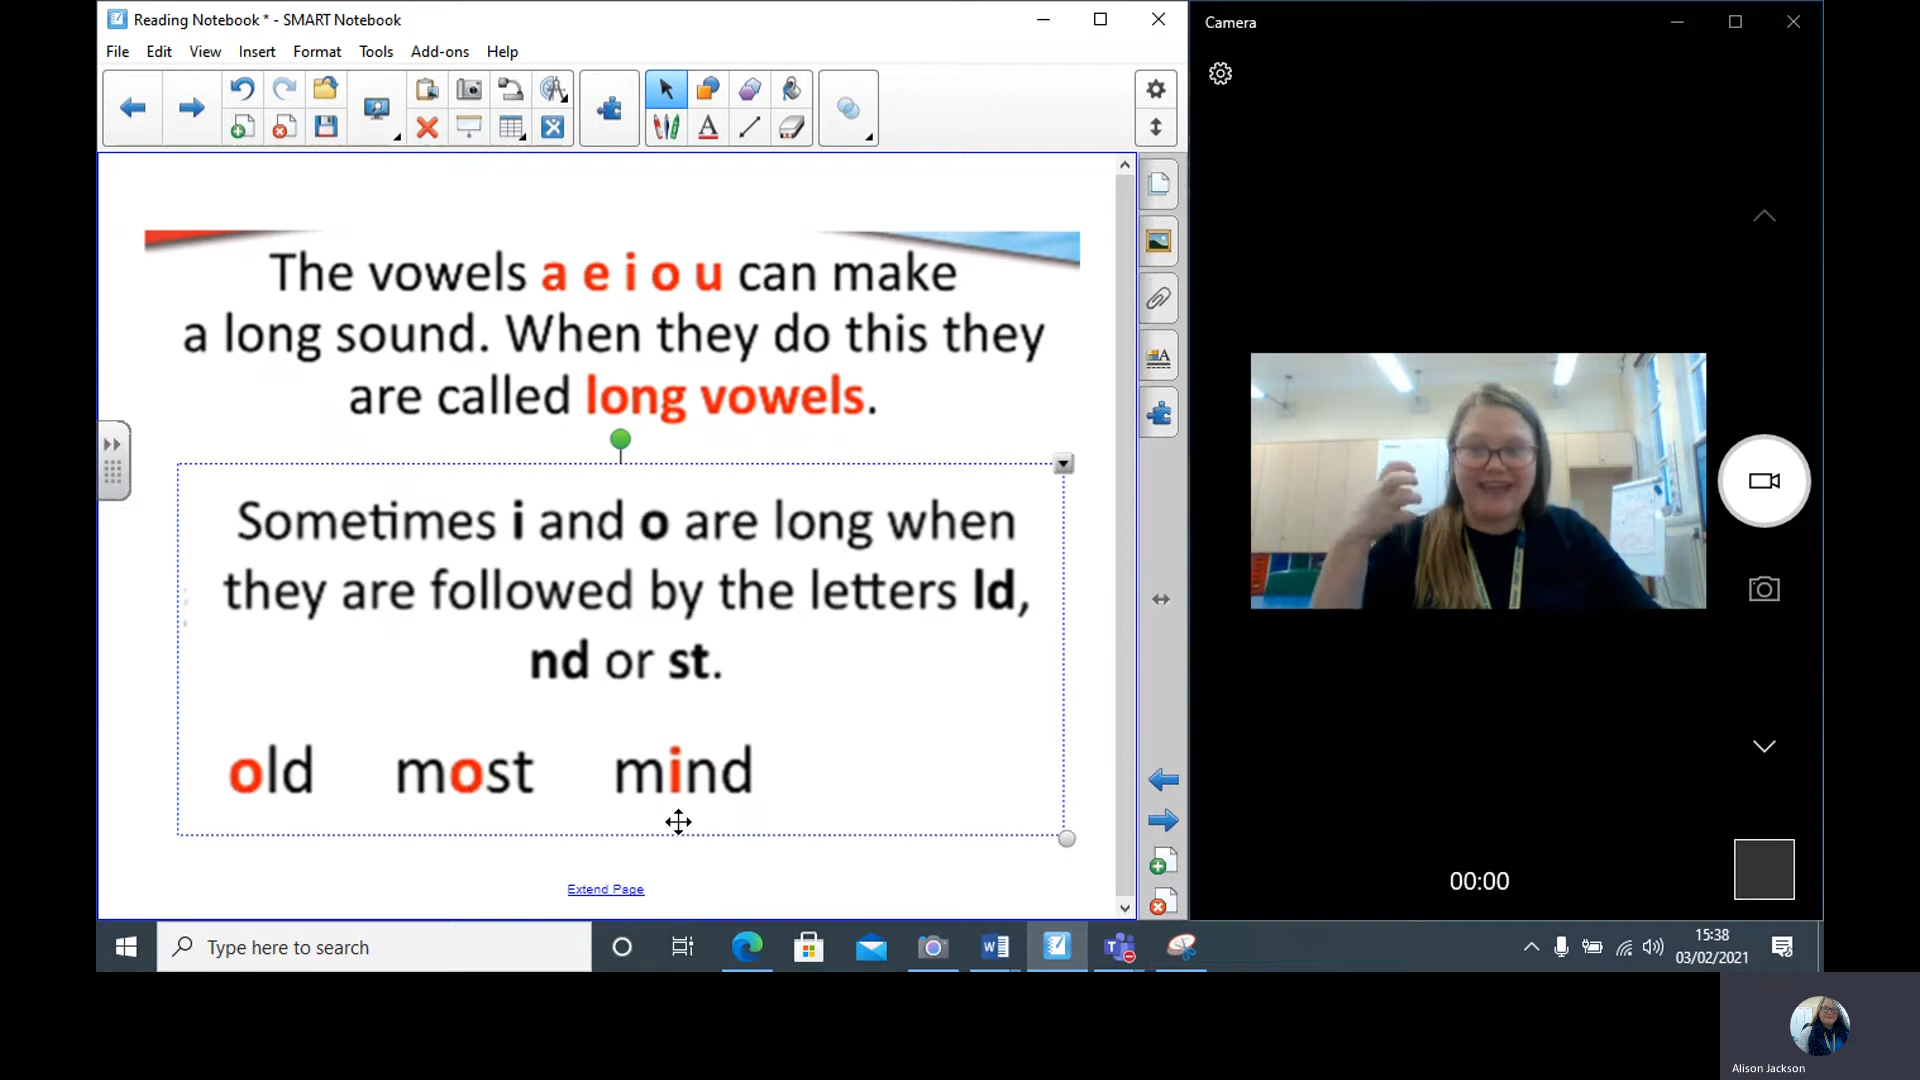 Reading Notebook * - SMART Notebook
File Edit View Insert Format Tools Add-ons Help
The vowels a e i o u can make
a long sound. When they do this they
are called long vowels.
Sometimes i and o are long when
they are followed by the letters ld,
nd or st.
old most mind
Extend Page
Camera
00:00
Type here to search
15:38
03/02/2021
Alison Jackson